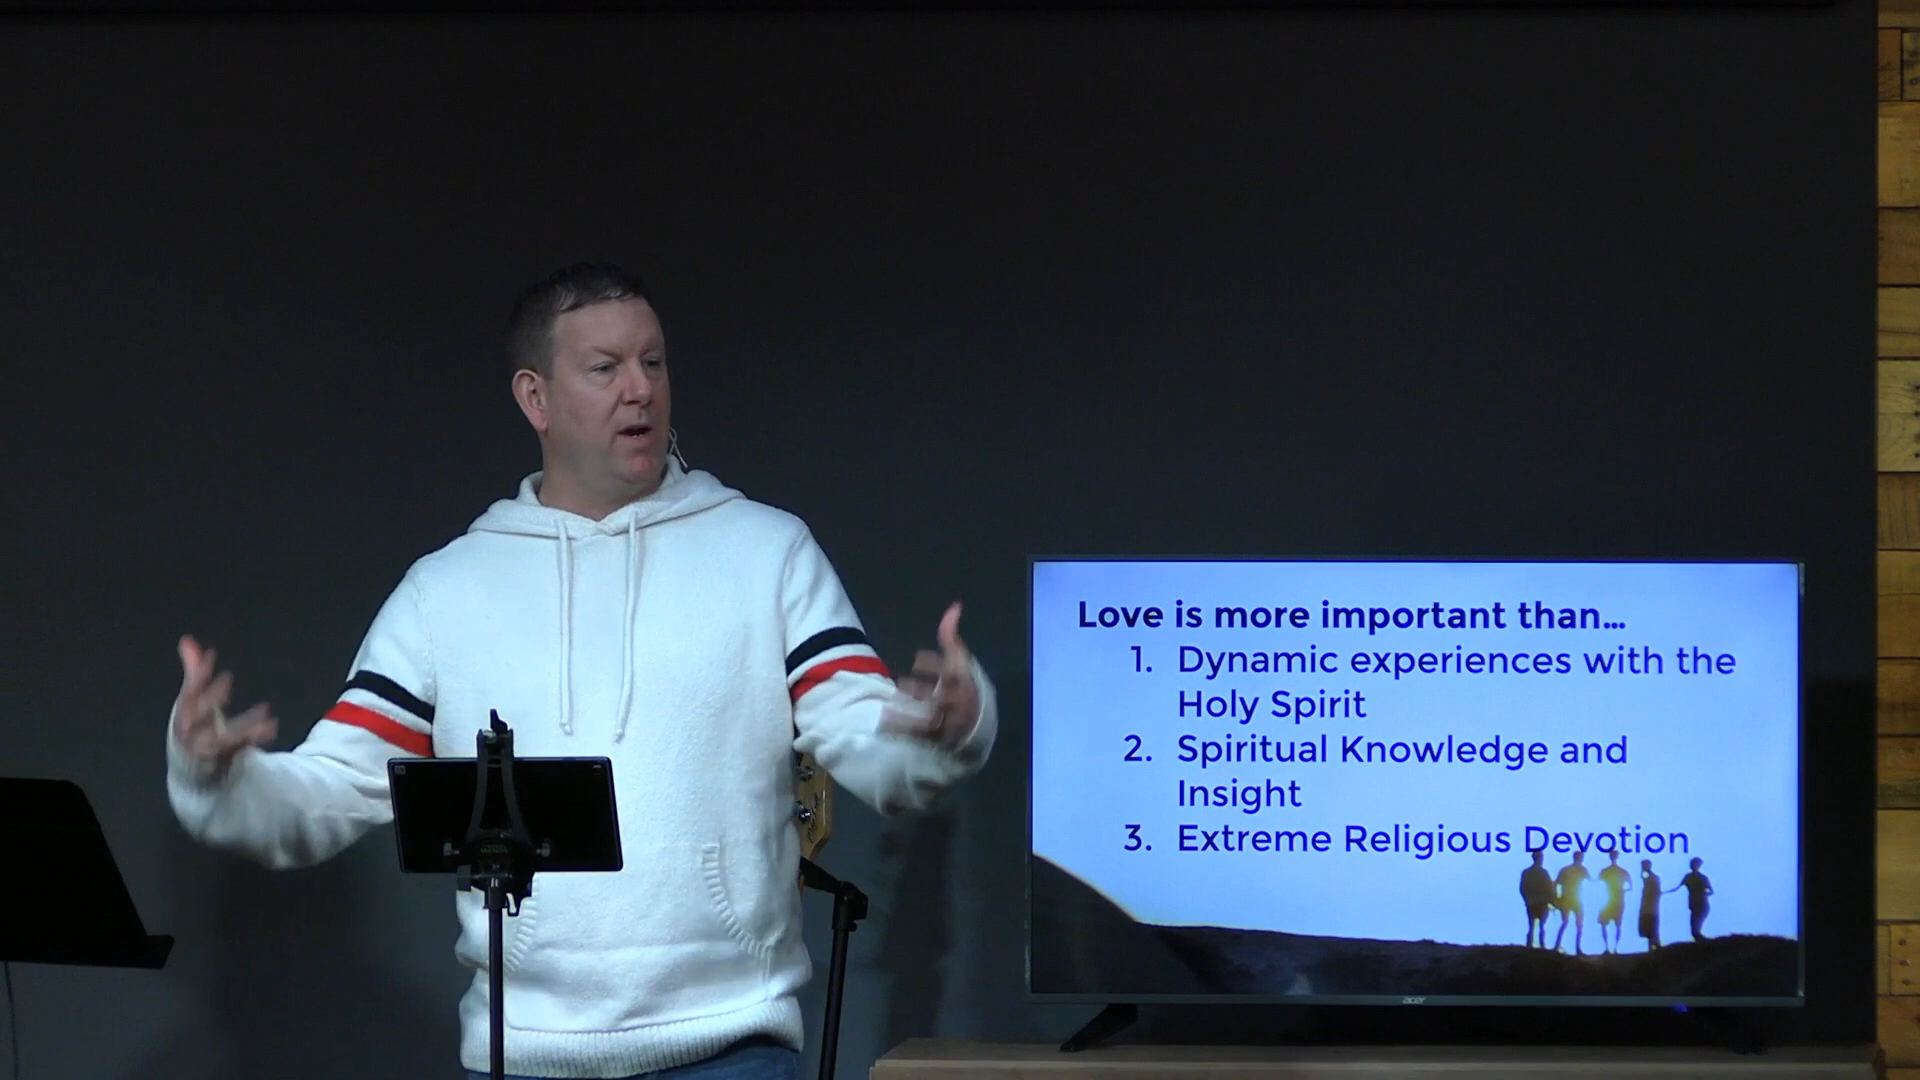 Love is more important than...
1. Dynamic experiences with the
Holy Spirit
2. Spiritual Knowledge and
Insight
3. Extreme Religious Devotion
acer